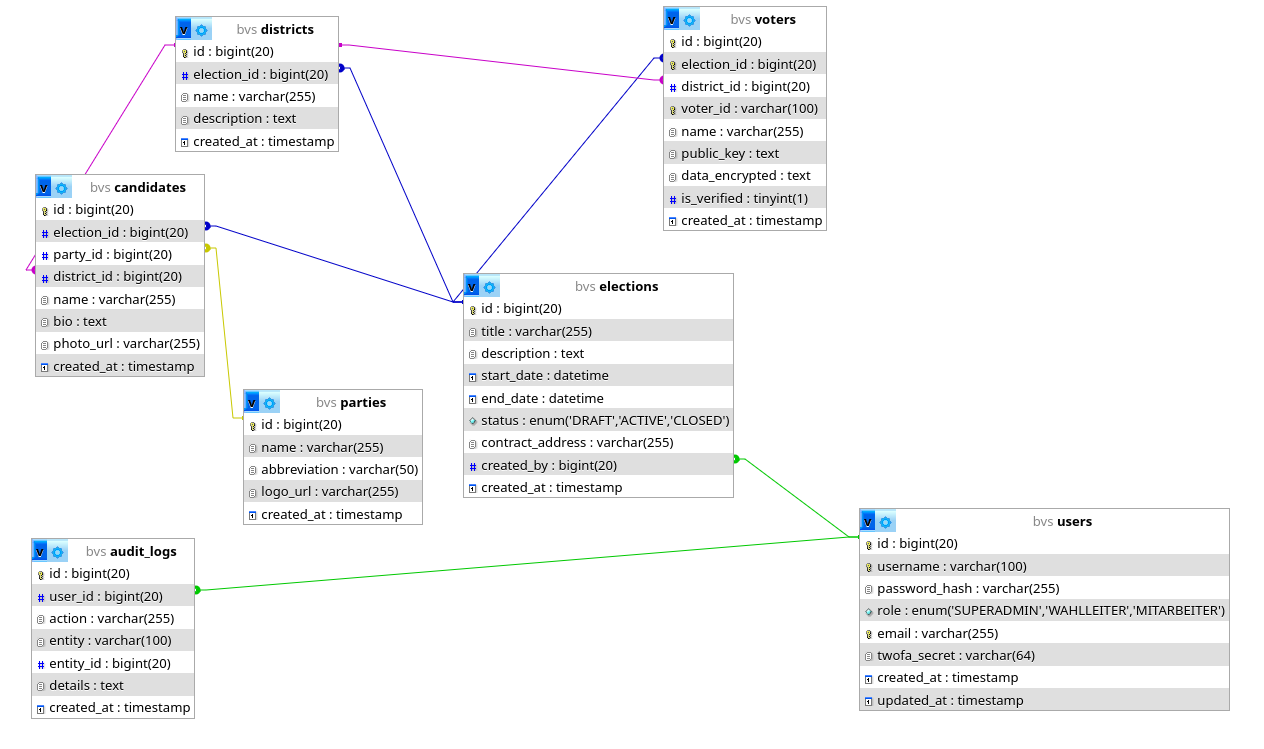 v bvs districts
id : bigint(20)
election_id : bigint(20)
name : varchar(255)
description : text
created_at : timestamp
v bvs voters
id : bigint(20)
election_id : bigint(20)
district_id : bigint(20)
voter_id : varchar(100)
name : varchar(255)
public_key : text
data_encrypted : text
is_verified : tinyint(1)
created_at : timestamp
v bvs candidates
id : bigint(20)
election_id : bigint(20)
party_id : bigint(20)
district_id : bigint(20)
name : varchar(255)
bio : text
photo_url : varchar(255)
created_at : timestamp
v bvs elections
id : bigint(20)
title : varchar(255)
description : text
start_date : datetime
end_date : datetime
status : enum('DRAFT','ACTIVE','CLOSED')
contract_address : varchar(255)
created_by : bigint(20)
created_at : timestamp
v bvs parties
id : bigint(20)
name : varchar(255)
abbreviation : varchar(50)
logo_url : varchar(255)
created_at : timestamp
v bvs users
id : bigint(20)
username : varchar(100)
password_hash : varchar(255)
role : enum('SUPERADMIN','WAHLLEITER','MITARBEITER')
email : varchar(255)
twofa_secret : varchar(64)
created_at : timestamp
updated_at : timestamp
v bvs audit_logs
id : bigint(20)
user_id : bigint(20)
action : varchar(255)
entity : varchar(100)
entity_id : bigint(20)
details : text
created_at : timestamp